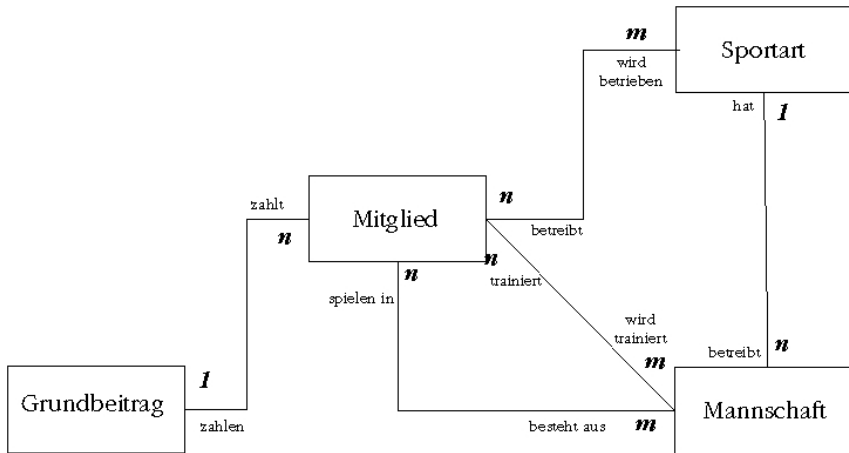 m
Sportart
wird
betrieben
hat
1
zahlt
Mitglied
n
n
betreibt
n
n
trainiert
spielen in
wird
trainiert
1
betreibt
n
m
Grundbeitrag
Mannschaft
zahlen
besteht aus
m